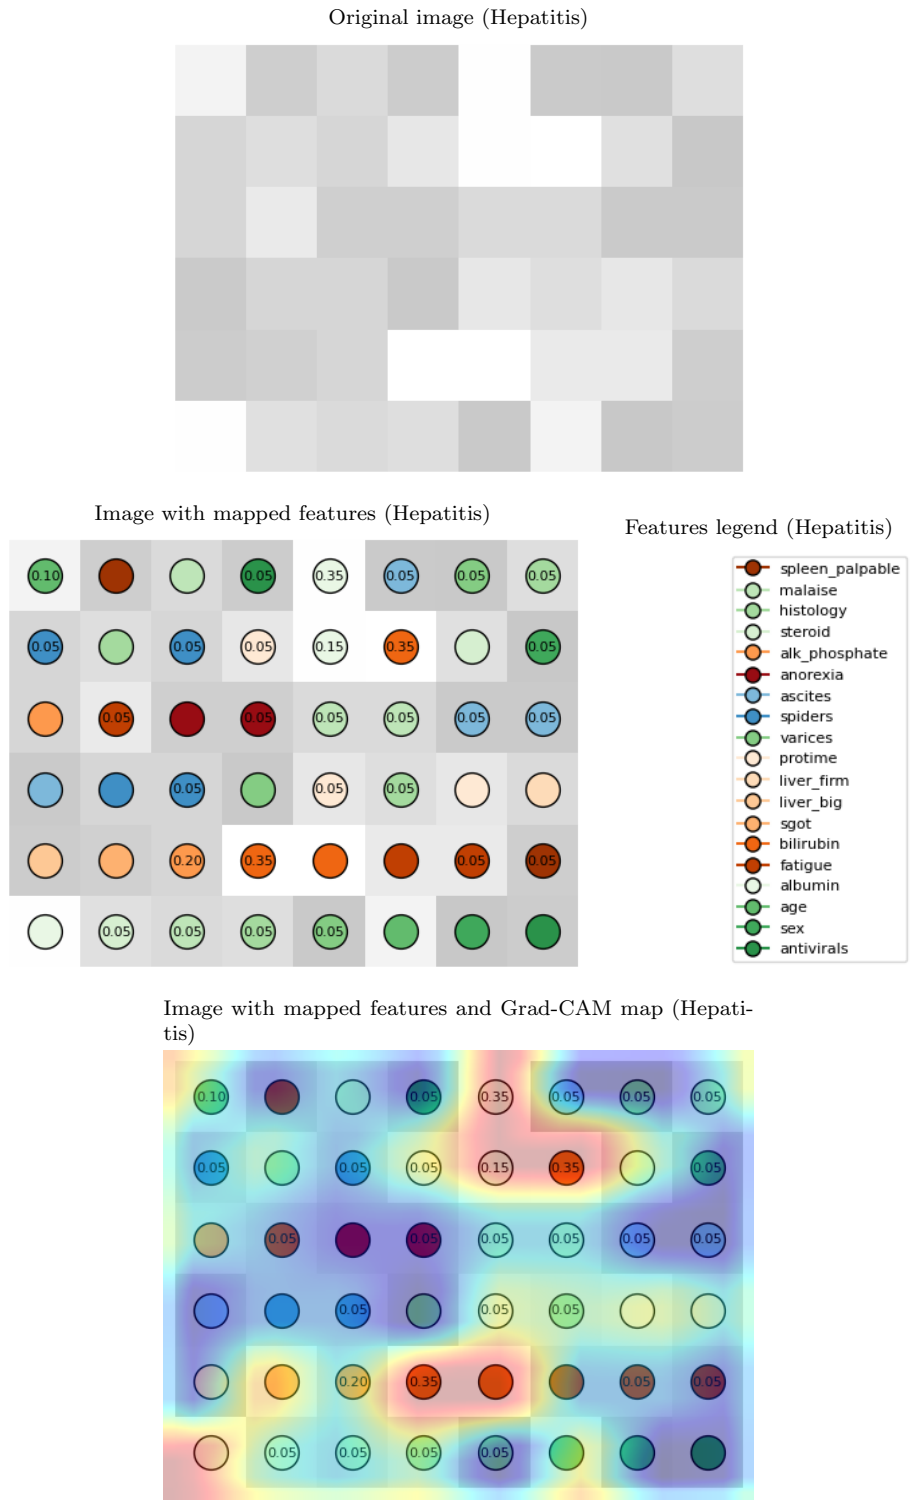 Original image (Hepatitis)
Image with mapped features (Hepatitis)
Features legend (Hepatitis)
0.10 0.05 0.35 0.05 0.05 0.05
0.05 0.05 0.05 0.15 0.35 0.05
0.05 0.05 0.05 0.05 0.05 0.05
0.05 0.05 0.05
0.20 0.35 0.05 0.05
0.05 0.05 0.05 0.05
spleen_palpable
malaise
histology
steroid
alk_phosphate
anorexia
ascites
spiders
varices
protime
liver_firm
liver_big
sgot
bilirubin
fatigue
albumin
age
sex
antivirals
Image with mapped features and Grad-CAM map (Hepati-
tis)
0.10 0.05 0.35 0.05 0.05 0.05
0.05 0.05 0.05 0.15 0.35 0.05
0.05 0.05 0.05 0.05 0.05 0.05
0.05 0.05 0.05
0.20 0.35 0.05 0.05
0.05 0.05 0.05 0.05